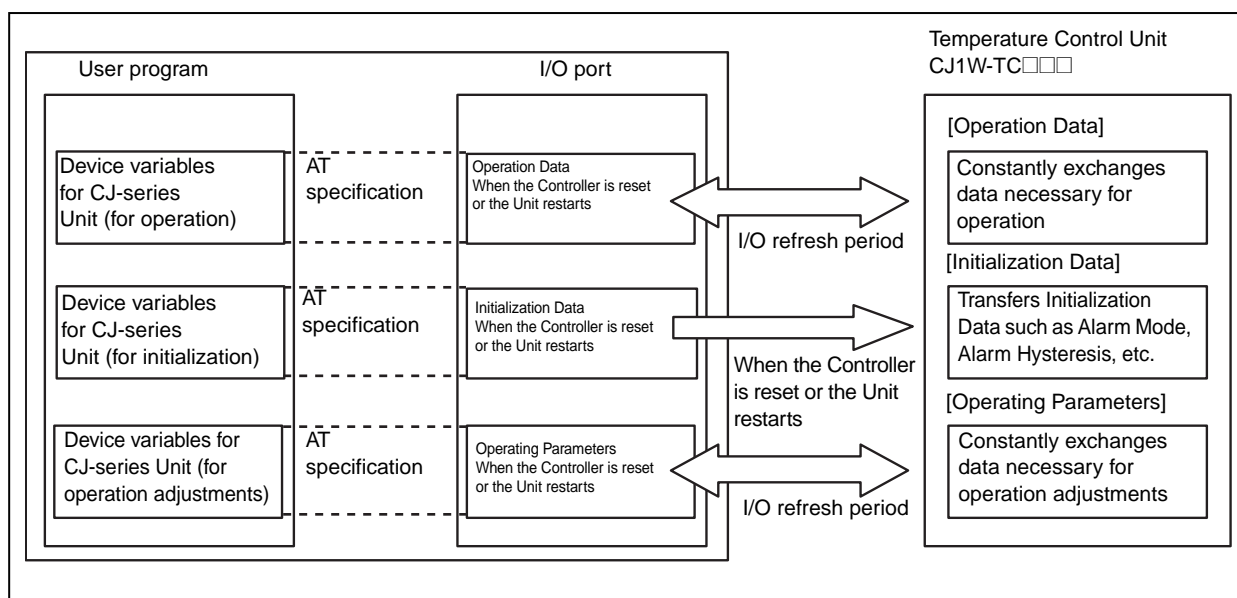 User program
I/O port
Temperature Control Unit
CJ1W-TC□□□
Device variables
for CJ-series
Unit (for operation)
AT
specification
Operation Data
When the Controller is reset
or the Unit restarts
I/O refresh period
[Operation Data]
Constantly exchanges
data necessary for
operation
Device variables
for CJ-series
Unit (for initialization)
AT
specification
Initialization Data
When the Controller is reset
or the Unit restarts
When the Controller
is reset or the Unit
restarts
[Initialization Data]
Transfers Initialization
Data such as Alarm Mode,
Alarm Hysteresis, etc.
Device variables for
CJ-series Unit (for
operation adjustments)
AT
specification
Operating Parameters
When the Controller is reset
or the Unit restarts
I/O refresh period
[Operating Parameters]
Constantly exchanges
data necessary for
operation adjustments